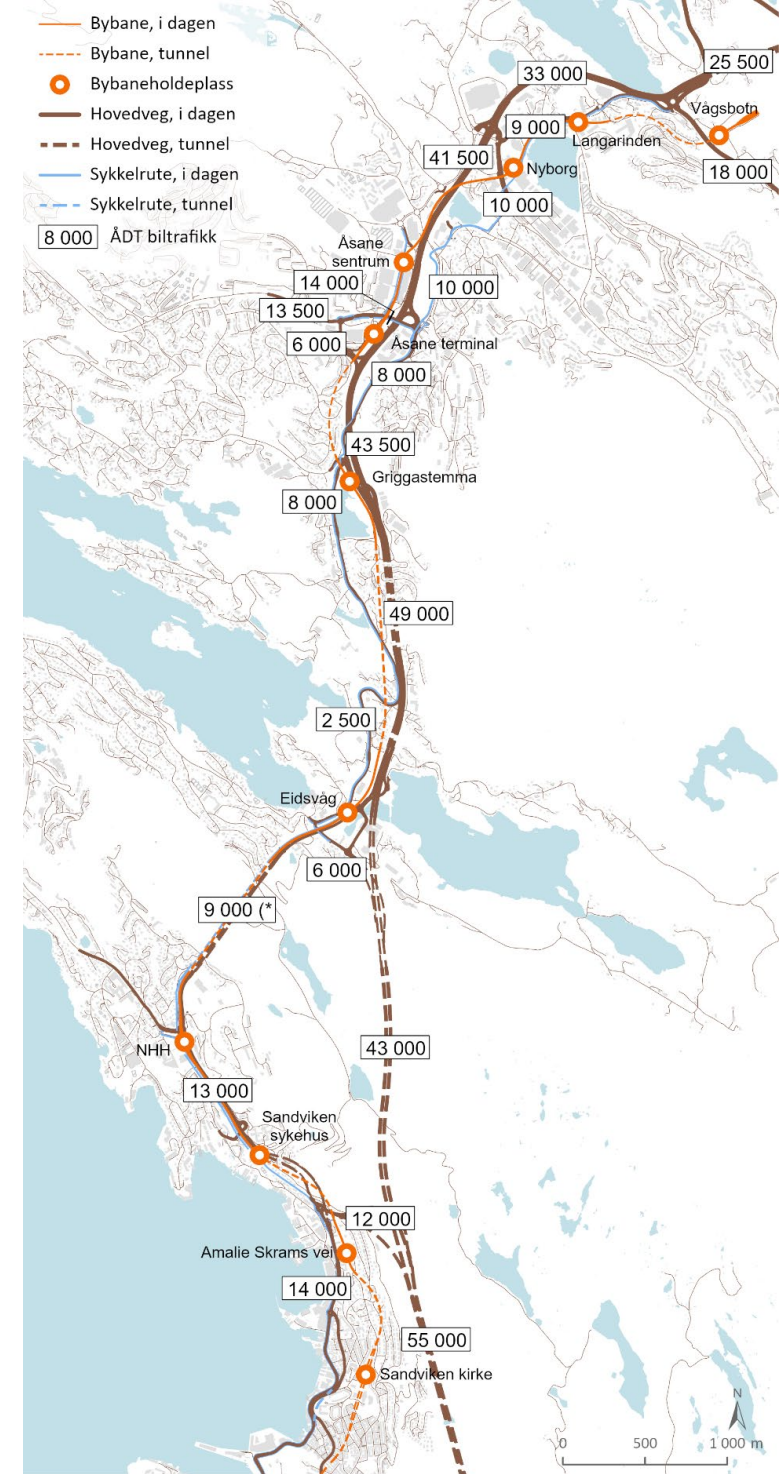 Bybane, i dagen
Bybane, tunnel
Bybaneholdeplass
Hovedveg, i dagen
Hovedveg, tunnel
Sykkelrute, i dagen
Sykkelrute, tunnel
8 000 ÅDT biltrafikk
25 500
33 000
Vågsbotn
9 000
Langarinden
41 500
Nyborg
18 000
10 000
Åsane
sentrum
14 000
10 000
13 500
6 000
Åsane terminal
8 000
43 500
Griggastemma
8 000
49 000
2 500
Eidsvåg
6 000
9 000 (*
43 000
NHH
13 000
Sandviken
sykehus
12 000
Amalie Skrams vei
14 000
55 000
Sandviken kirke
N
0 500 1 000 m